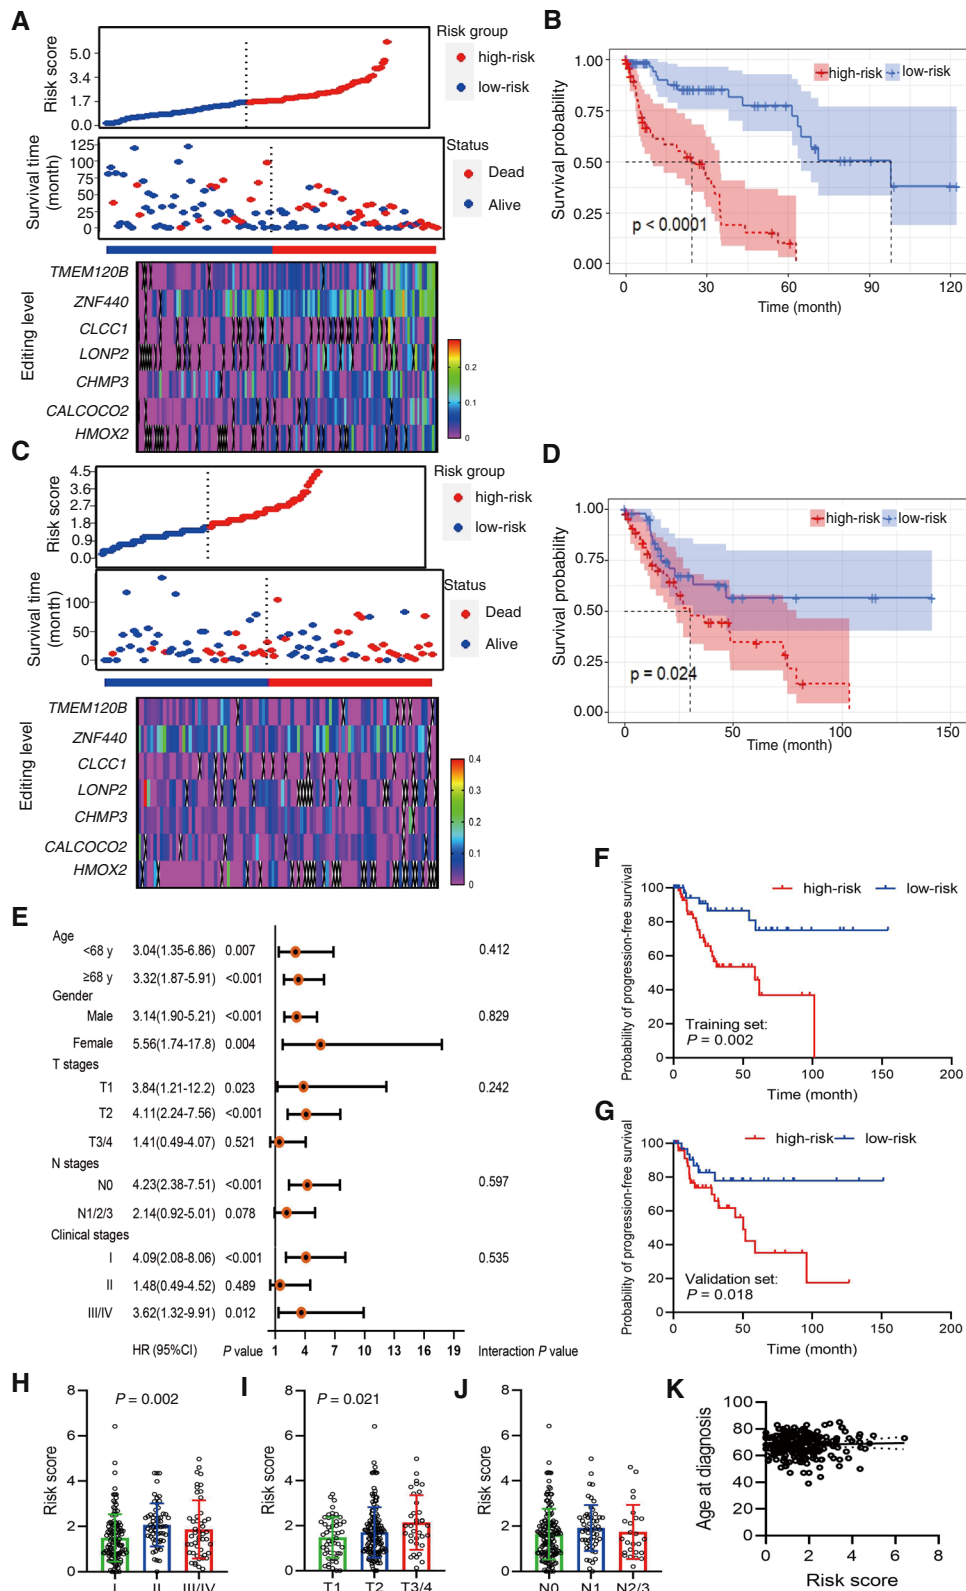 A
Risk score
5.0
3.4
1.7
0.0
Risk group
high-risk
low-risk
Survival time
(month)
125
100
75
50
25
0
Status
Dead
Alive
Editing level
TMEM120B
ZNF440
CLCC1
LONP2
CHMP3
CALCOCO2
HMOX2
0.2
0.1
0
B
Survival probability
1.00
0.75
0.50
0.25
0.00
high-risk
low-risk
p < 0.0001
0 30 60 90 120
Time (month)
C
Risk score
4.5
3.6
2.7
1.8
0.9
0.0
Risk group
high-risk
low-risk
Survival time
(month)
100
50
0
Status
Dead
Alive
Editing level
TMEM120B
ZNF440
CLCC1
LONP2
CHMP3
CALCOCO2
HMOX2
0.4
0.3
0.2
0.1
0
D
Survival probability
1.00
0.75
0.50
0.25
0.00
high-risk
low-risk
p = 0.024
0 50 100 150
Time (month)
E
Age
<68 y 3.04(1.35-6.86) 0.007 0.412
≥68 y 3.32(1.87-5.91) <0.001
Gender
Male 3.14(1.90-5.21) <0.001 0.829
Female 5.56(1.74-17.8) 0.004
T stages
T1 3.84(1.21-12.2) 0.023 0.242
T2 4.11(2.24-7.56) <0.001
T3/4 1.41(0.49-4.07) 0.521
N stages
N0 4.23(2.38-7.51) <0.001 0.597
N1/2/3 2.14(0.92-5.01) 0.078
Clinical stages
I 4.09(2.08-8.06) <0.001 0.535
II 1.48(0.49-4.52) 0.489
III/IV 3.62(1.32-9.91) 0.012
HR (95%CI) P value 1 4 7 10 13 16 19 Interaction P value
F
Probability of progression-free survival
100
80
60
40
20
0
high-risk
low-risk
Training set:
P = 0.002
0 50 100 150 200
Time (month)
G
Probability of progression-free survival
100
80
60
40
20
0
high-risk
low-risk
Validation set:
P = 0.018
0 50 100 150 200
Time (month)
H
Risk score
8
6
4
2
0
P = 0.002
I II III/IV
I
Risk score
8
6
4
2
0
P = 0.021
T1 T2 T3/4
J
Risk score
8
6
4
2
0
N0 N1 N2/3
K
Age at diagnosis
100
80
60
40
20
0
0 2 4 6 8
Risk score